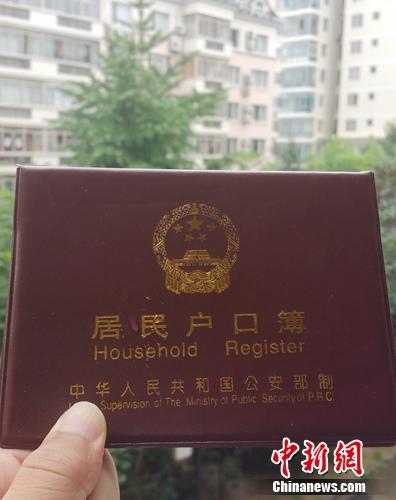 居民户口簿
Household Register
中华人民共和国公安部制
Supervision of The Ministry of Public Security of P.R.C
中新网
Chinanews.com